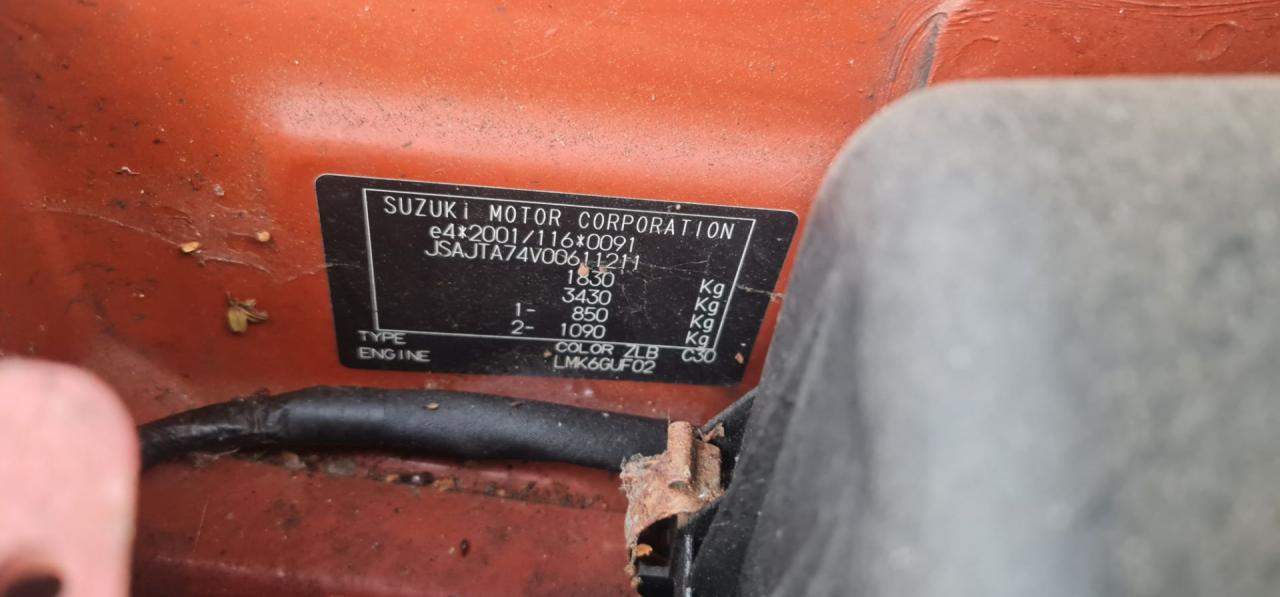 SUZUKi MOTOR CORPORATION
e4*2001/116*0091
JSAJTA74V00611211
1830 Kg
3430 Kg
1- 850 Kg
2- 1090 Kg
TYPE COLOR ZLB C30
ENGINE LMK6GUF02